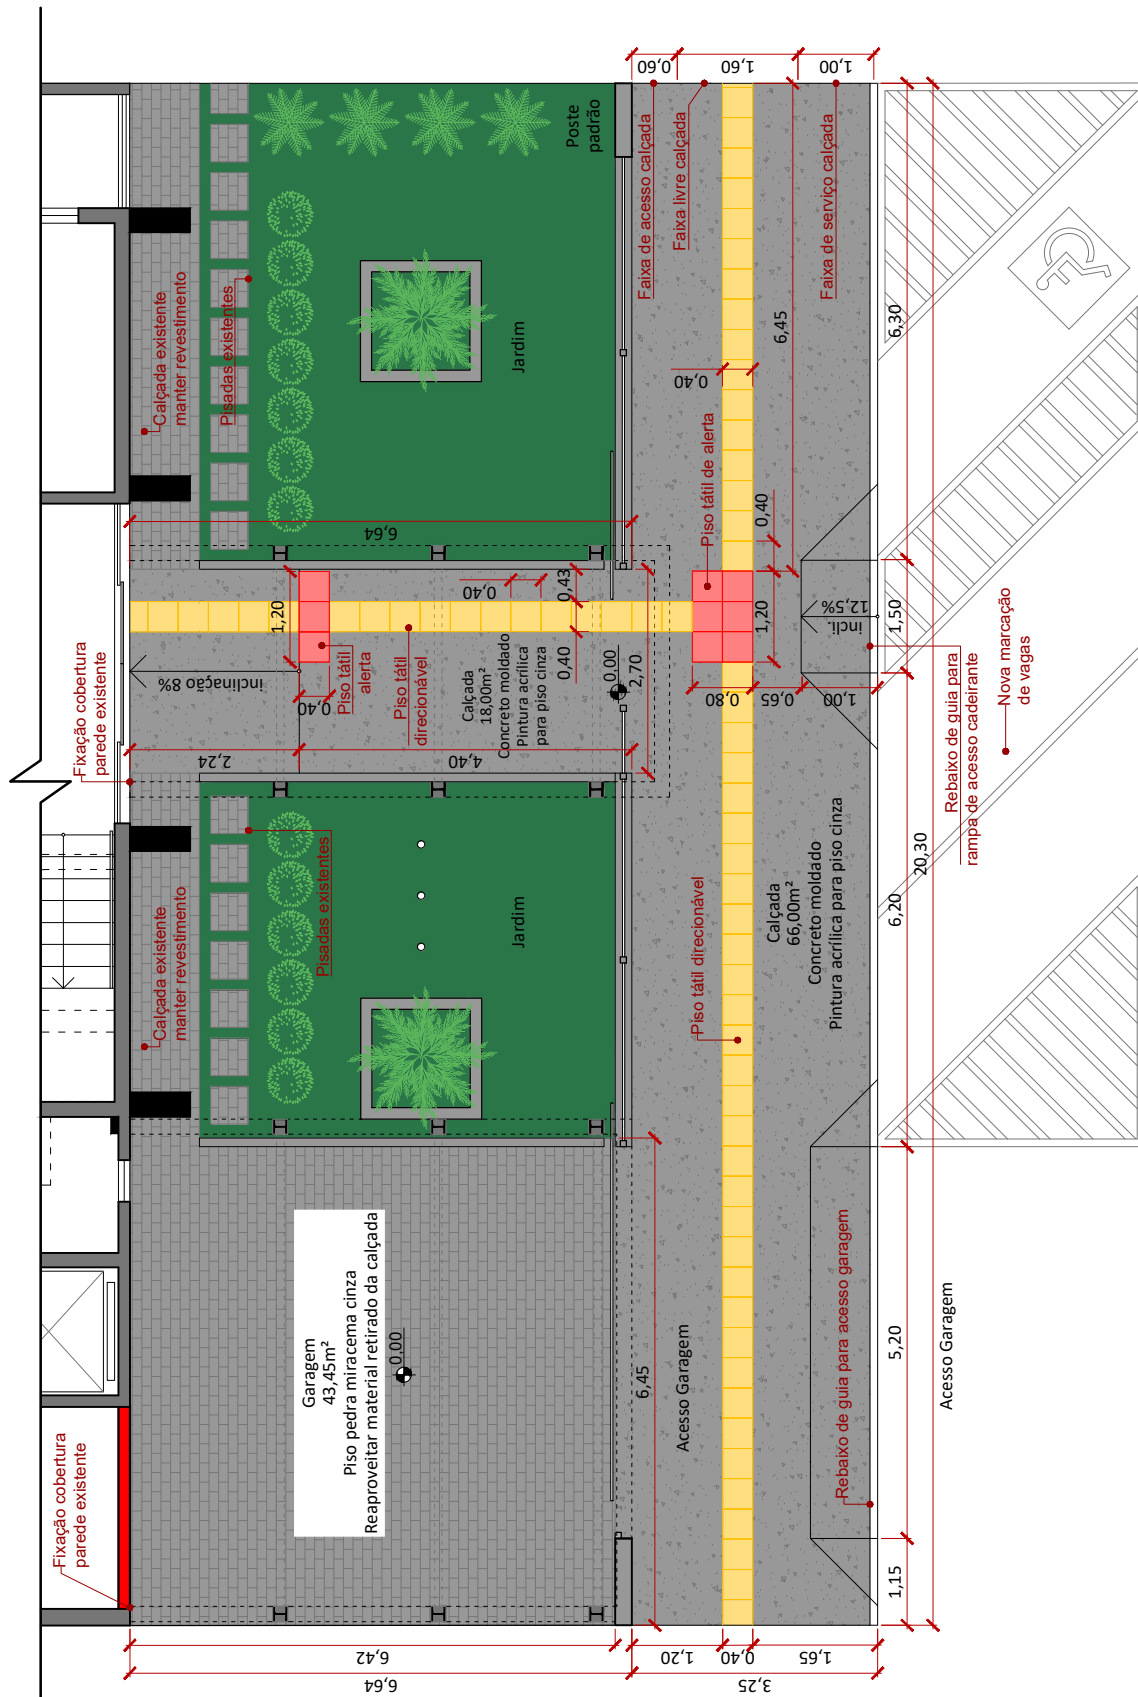 Fixação cobertura
parede existente
Calçada existente
manter revestimento
Pisadas existentes
Poste
padrão
Jardim
Faixa de acesso calçada
Faixa livre calçada
Faixa de serviço calçada
0,60
1,60
1,00
6,45
6,30
0,40
Piso tátil de alerta
0,40
6,64
1,20
0,40
0,43
0,40
inclinação 8%
Piso tátil
alerta
0,40
Piso tátil
direcionável
Calçada
18,00m²
Concreto moldado
Pintura acrílica
para piso cinza
0,00
2,70
2,24
4,40
1,20
0,80
0,65
1,00
incli.
12,5%
1,50
Rebaixo de guia para
rampa de acesso cadeirante
Nova marcação
de vagas
Calçada existente
manter revestimento
Pisadas existentes
Jardim
Piso tátil direcionável
Calçada
66,00m²
Concreto moldado
Pintura acrílica para piso cinza
6,20
20,30
Fixação cobertura
parede existente
Garagem
43,45m²
Piso pedra miracema cinza
Reaproveitar material retirado da calçada
0,00
6,45
Acesso Garagem
Rebaixo de guia para acesso garagem
5,20
1,15
Acesso Garagem
6,42
6,64
1,20
0,40
1,65
3,25